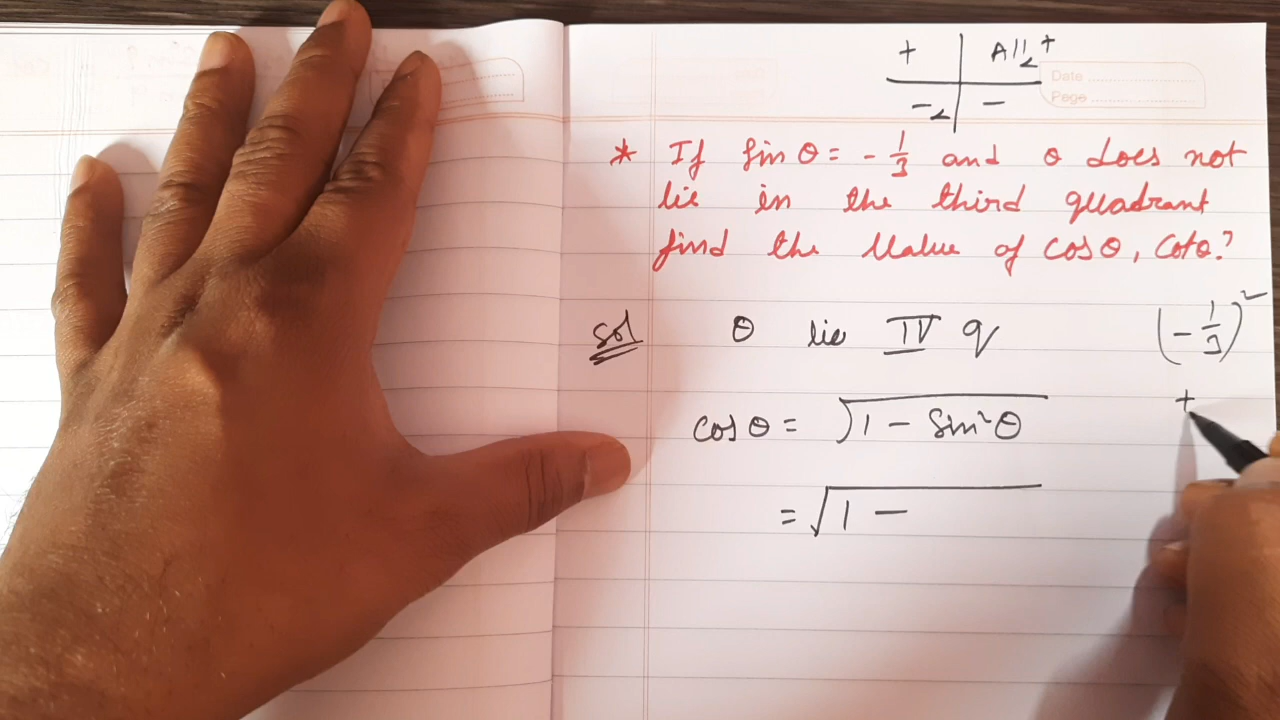 + All +
- -
Date
Page
* If Sin θ = - 1/3 and θ does not
lie in the third quadrant
find the value of cos θ, cot θ?
Sol θ lie IV q
(- 1/3)²
cos θ = √1 - Sin²θ
+
= √1 -